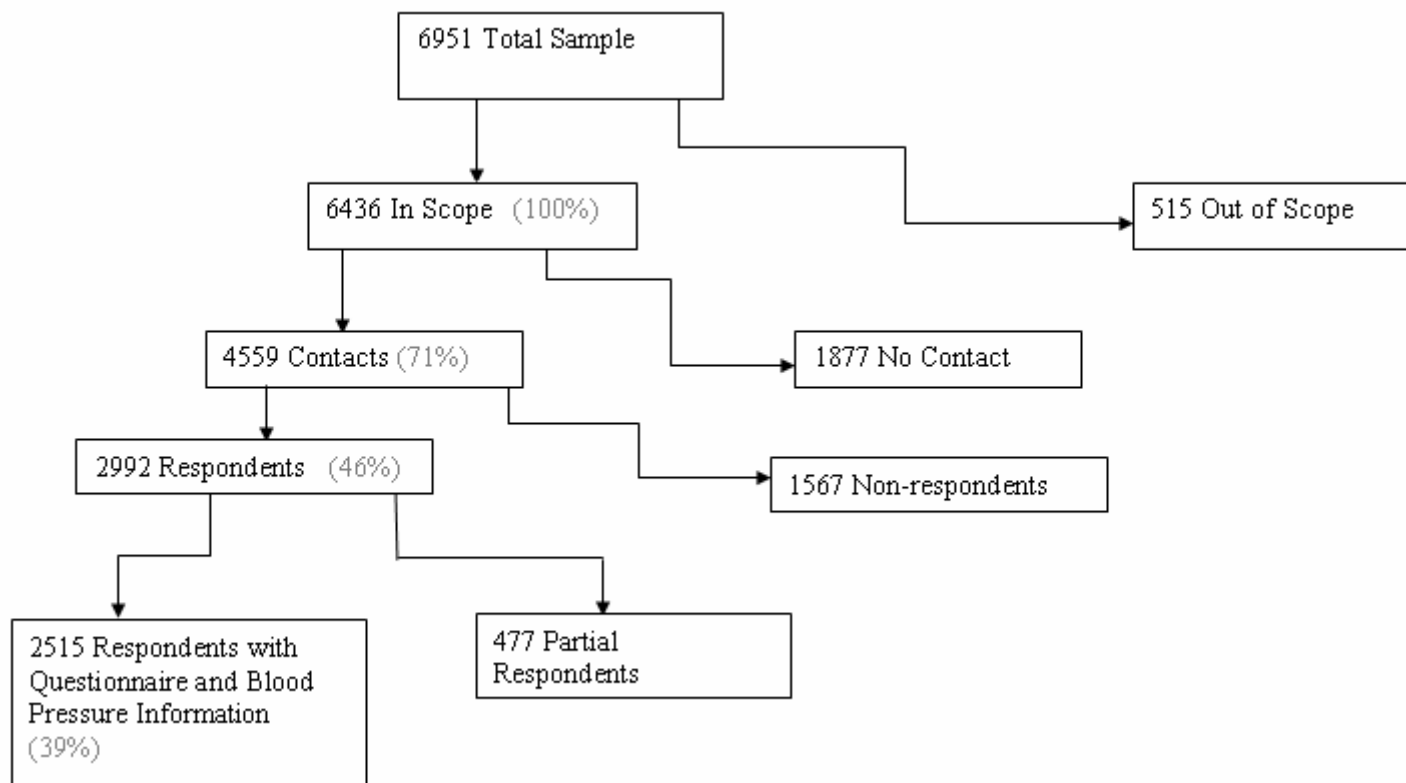 6951 Total Sample
6436 In Scope (100%)
515 Out of Scope
4559 Contacts (71%)
1877 No Contact
2992 Respondents (46%)
1567 Non-respondents
2515 Respondents with
Questionnaire and Blood
Pressure Information
(39%)
477 Partial
Respondents